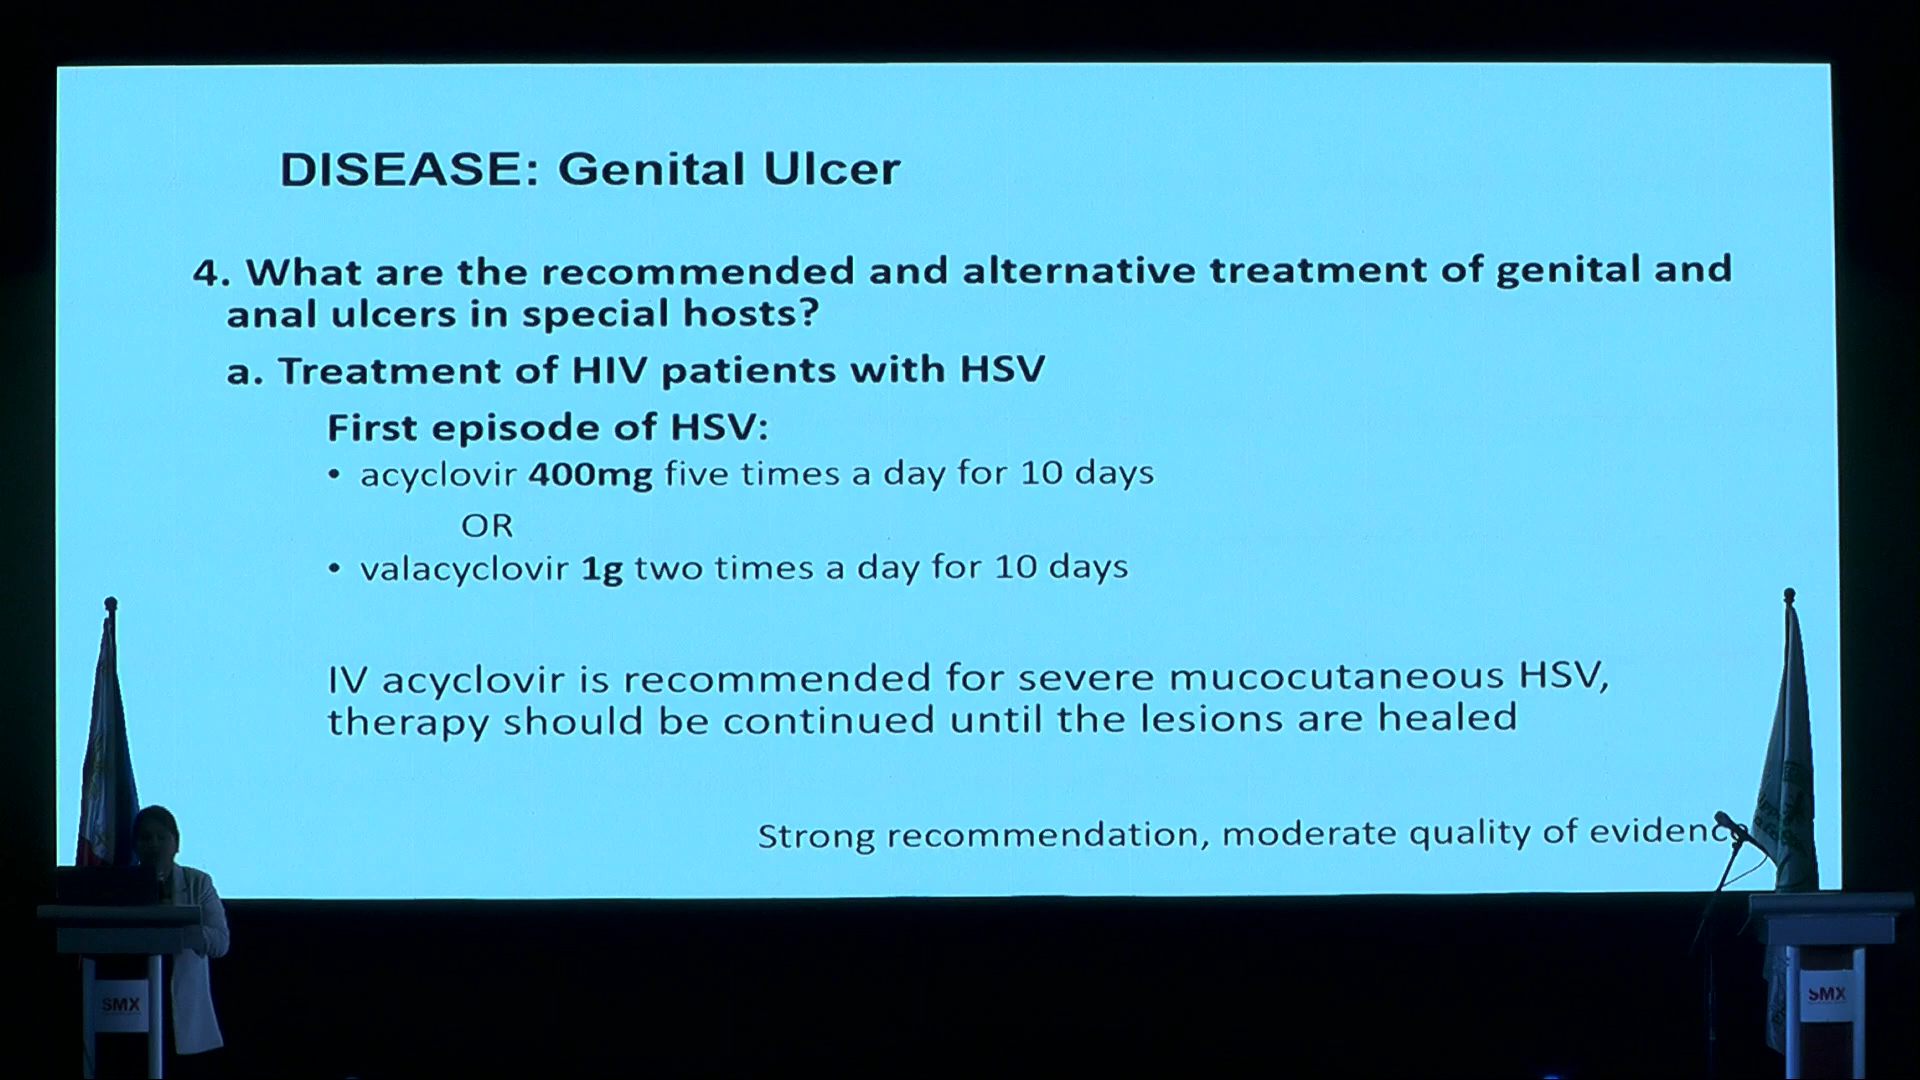 DISEASE: Genital Ulcer
4. What are the recommended and alternative treatment of genital and
anal ulcers in special hosts?
a. Treatment of HIV patients with HSV
First episode of HSV:
• acyclovir 400mg five times a day for 10 days
OR
• valacyclovir 1g two times a day for 10 days
IV acyclovir is recommended for severe mucocutaneous HSV,
therapy should be continued until the lesions are healed
Strong recommendation, moderate quality of evidence
SMX
SMX